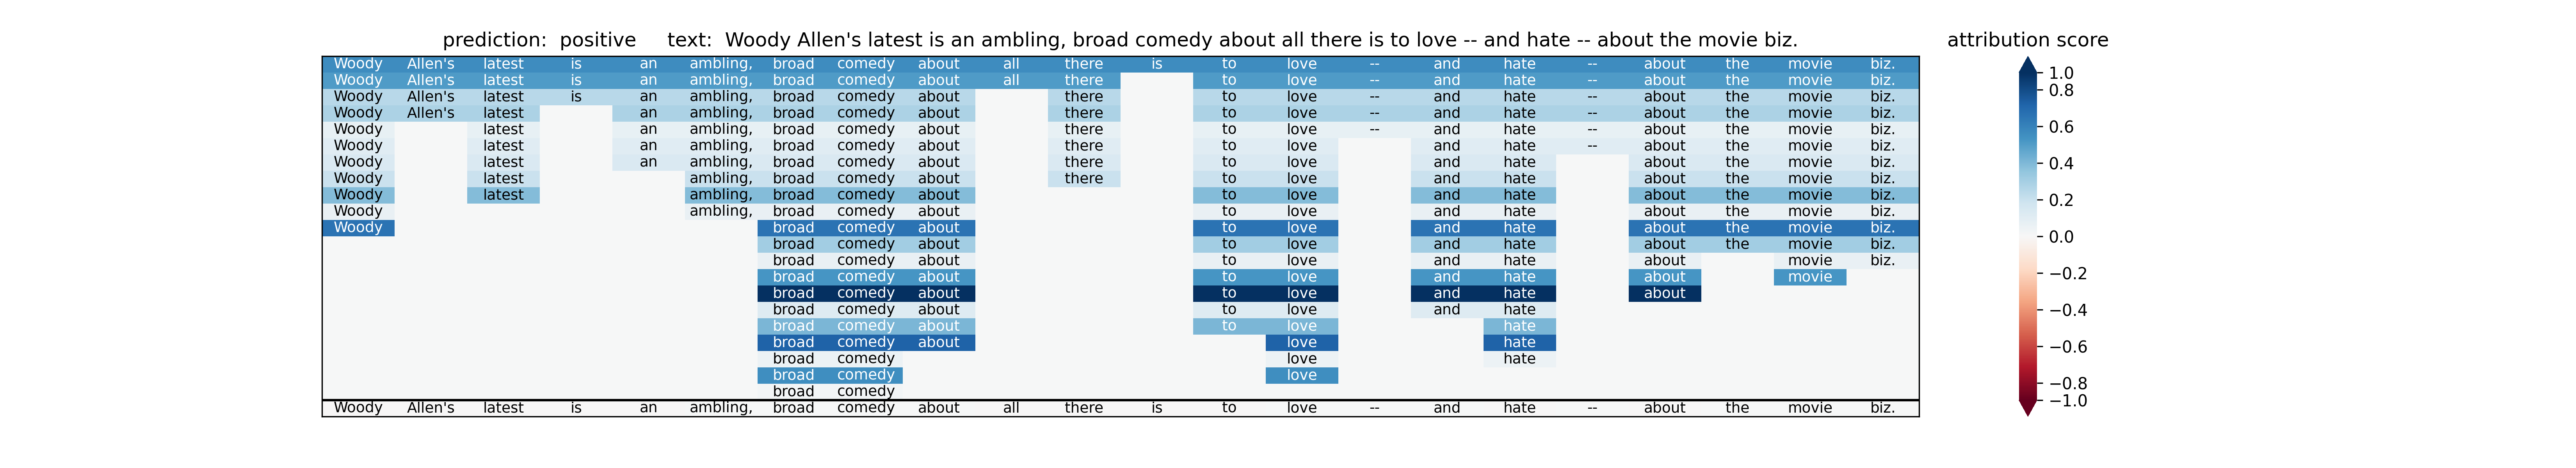 prediction:  positive     text:  Woody Allen's latest is an ambling, broad comedy about all there is to love -- and hate -- about the movie biz.
attribution score
Woody Allen's latest is an ambling, broad comedy about all there is to love -- and hate -- about the movie biz.
Woody Allen's latest is an ambling, broad comedy about all there to love -- and hate -- about the movie biz.
Woody Allen's latest is an ambling, broad comedy about there to love -- and hate -- about the movie biz.
Woody Allen's latest an ambling, broad comedy about there to love -- and hate -- about the movie biz.
Woody latest an ambling, broad comedy about there to love -- and hate -- about the movie biz.
Woody latest an ambling, broad comedy about there to love and hate -- about the movie biz.
Woody latest an ambling, broad comedy about there to love and hate about the movie biz.
Woody latest ambling, broad comedy about there to love and hate about the movie biz.
Woody latest ambling, broad comedy about to love and hate about the movie biz.
Woody ambling, broad comedy about to love and hate about the movie biz.
Woody broad comedy about to love and hate about the movie biz.
broad comedy about to love and hate about the movie biz.
broad comedy about to love and hate about movie biz.
broad comedy about to love and hate about movie
broad comedy about to love and hate about
broad comedy about to love and hate
broad comedy about to love hate
broad comedy about love hate
broad comedy love hate
broad comedy love
broad comedy
Woody Allen's latest is an ambling, broad comedy about all there is to love -- and hate -- about the movie biz.
1.0
0.8
0.6
0.4
0.2
0.0
−0.2
−0.4
−0.6
−0.8
−1.0